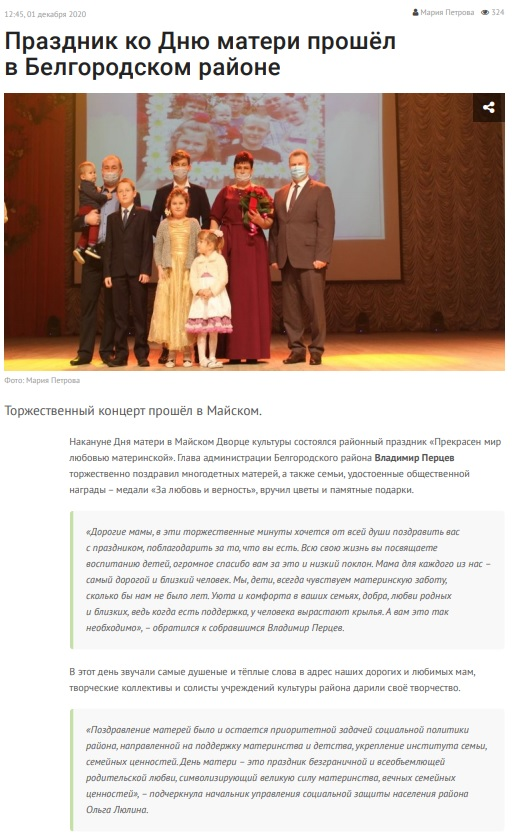 12:45, 01 декабря 2020
Мария Петрова 324
Праздник ко Дню матери прошёл
в Белгородском районе
Фото: Мария Петрова
Торжественный концерт прошёл в Майском.
Накануне Дня матери в Майском Дворце культуры состоялся районный праздник «Прекрасен мир
любовью материнской». Глава администрации Белгородского района Владимир Перцев
торжественно поздравил многодетных матерей, а также семьи, удостоенные общественной
награды – медали «За любовь и верность», вручил цветы и памятные подарки.
«Дорогие мамы, в эти торжественные минуты хочется от всей души поздравить вас
с праздником, поблагодарить за то, что вы есть. Всю свою жизнь вы посвящаете
воспитанию детей, огромное спасибо вам за это и низкий поклон. Мама для каждого из нас –
самый дорогой и близкий человек. Мы, дети, всегда чувствуем материнскую заботу,
сколько бы нам не было лет. Уюта и комфорта в ваших семьях, добра, любви родных
и близких, ведь когда есть поддержка, у человека вырастают крылья. А вам это так
необходимо», – обратился к собравшимся Владимир Перцев.
В этот день звучали самые душеные и тёплые слова в адрес наших дорогих и любимых мам,
творческие коллективы и солисты учреждений культуры района дарили своё творчество.
«Поздравление матерей было и остается приоритетной задачей социальной политики
района, направленной на поддержку материнства и детства, укрепление института семьи,
семейных ценностей. День матери – это праздник безграничной и всеобъемлющей
родительской любви, символизирующий великую силу материнства, вечных семейных
ценностей», – подчеркнула начальник управления социальной защиты населения района
Ольга Люлина.